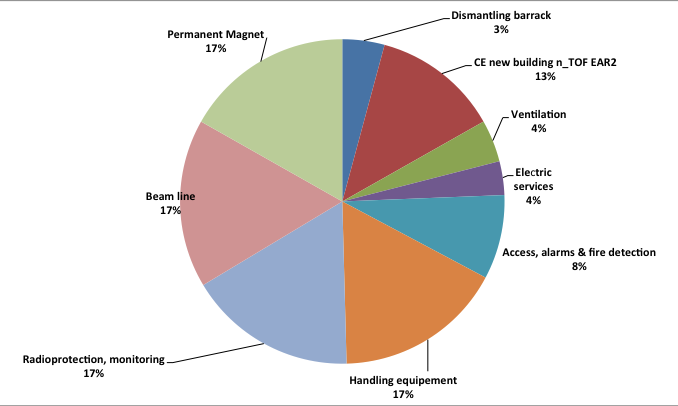 Dismantling barrack
3%
CE new building n_TOF EAR2
13%
Ventilation
4%
Electric
services
4%
Access, alarms & fire detection
8%
Handling equipement
17%
Radioprotection, monitoring
17%
Beam line
17%
Permanent Magnet
17%